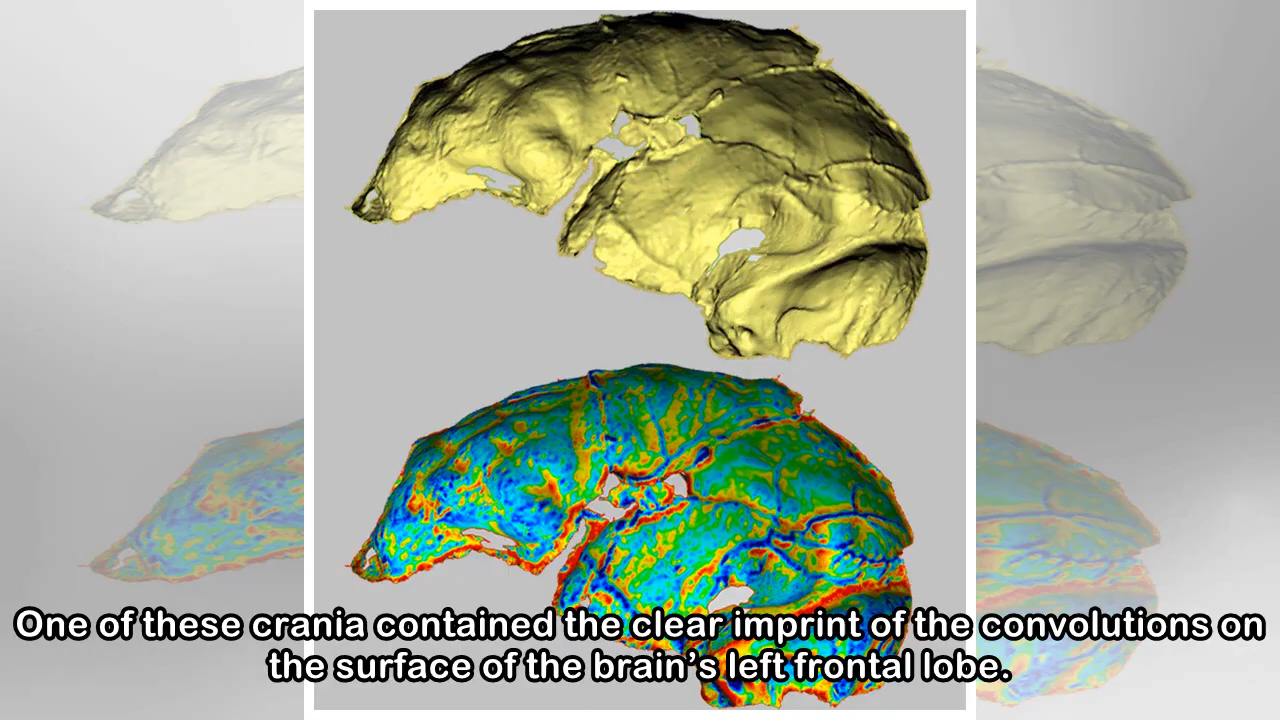 One of these crania contained the clear imprint of the convolutions on
the surface of the brain’s left frontal lobe.